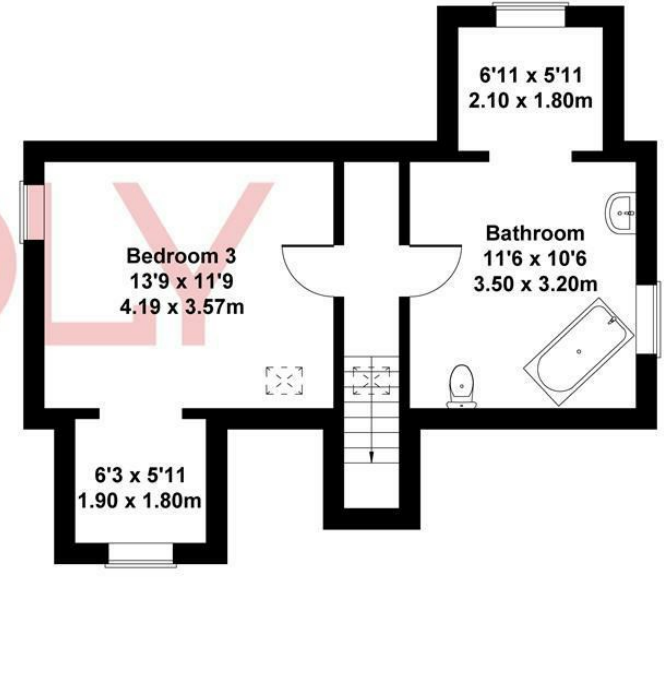 6'11 x 5'11
2.10 x 1.80m
Bedroom 3
13'9 x 11'9
4.19 x 3.57m
Bathroom
11'6 x 10'6
3.50 x 3.20m
6'3 x 5'11
1.90 x 1.80m
OLY